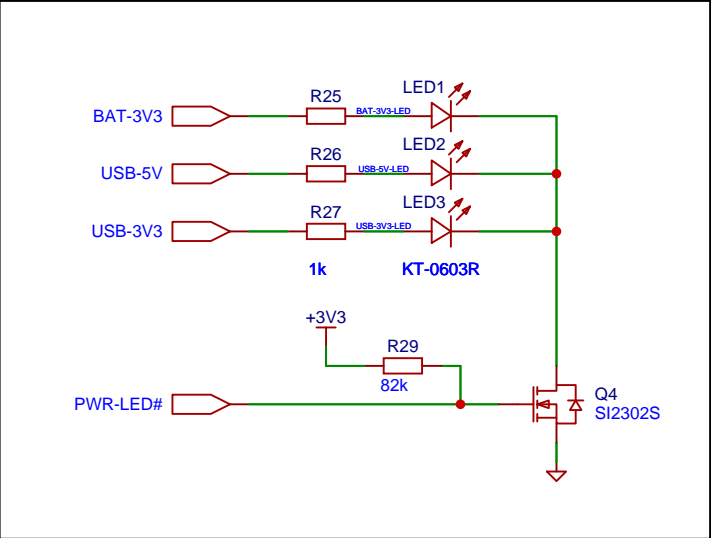 LED1
R25
BAT-3V3
BAT-3V3-LED
LED2
R26
USB-5V
USB-5V-LED
LED3
R27
USB-3V3
USB-3V3-LED
1k
KT-0603R
+3V3
R29
82k
PWR-LED#
Q4
SI2302S